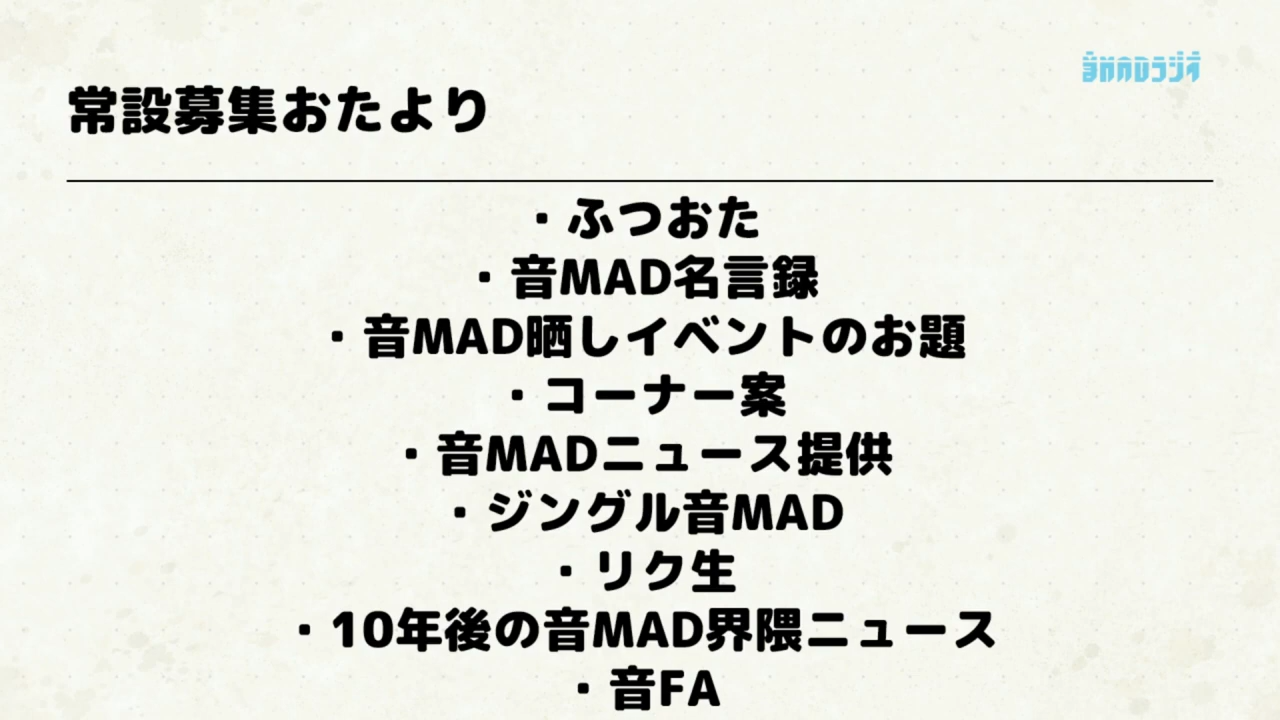 音MADラジオ
常設募集おたより
・ふつおた
・音MAD名言録
・音MAD晒しイベントのお題
・コーナー案
・音MADニュース提供
・ジングル音MAD
・リク生
・10年後の音MAD界隈ニュース
・音FA